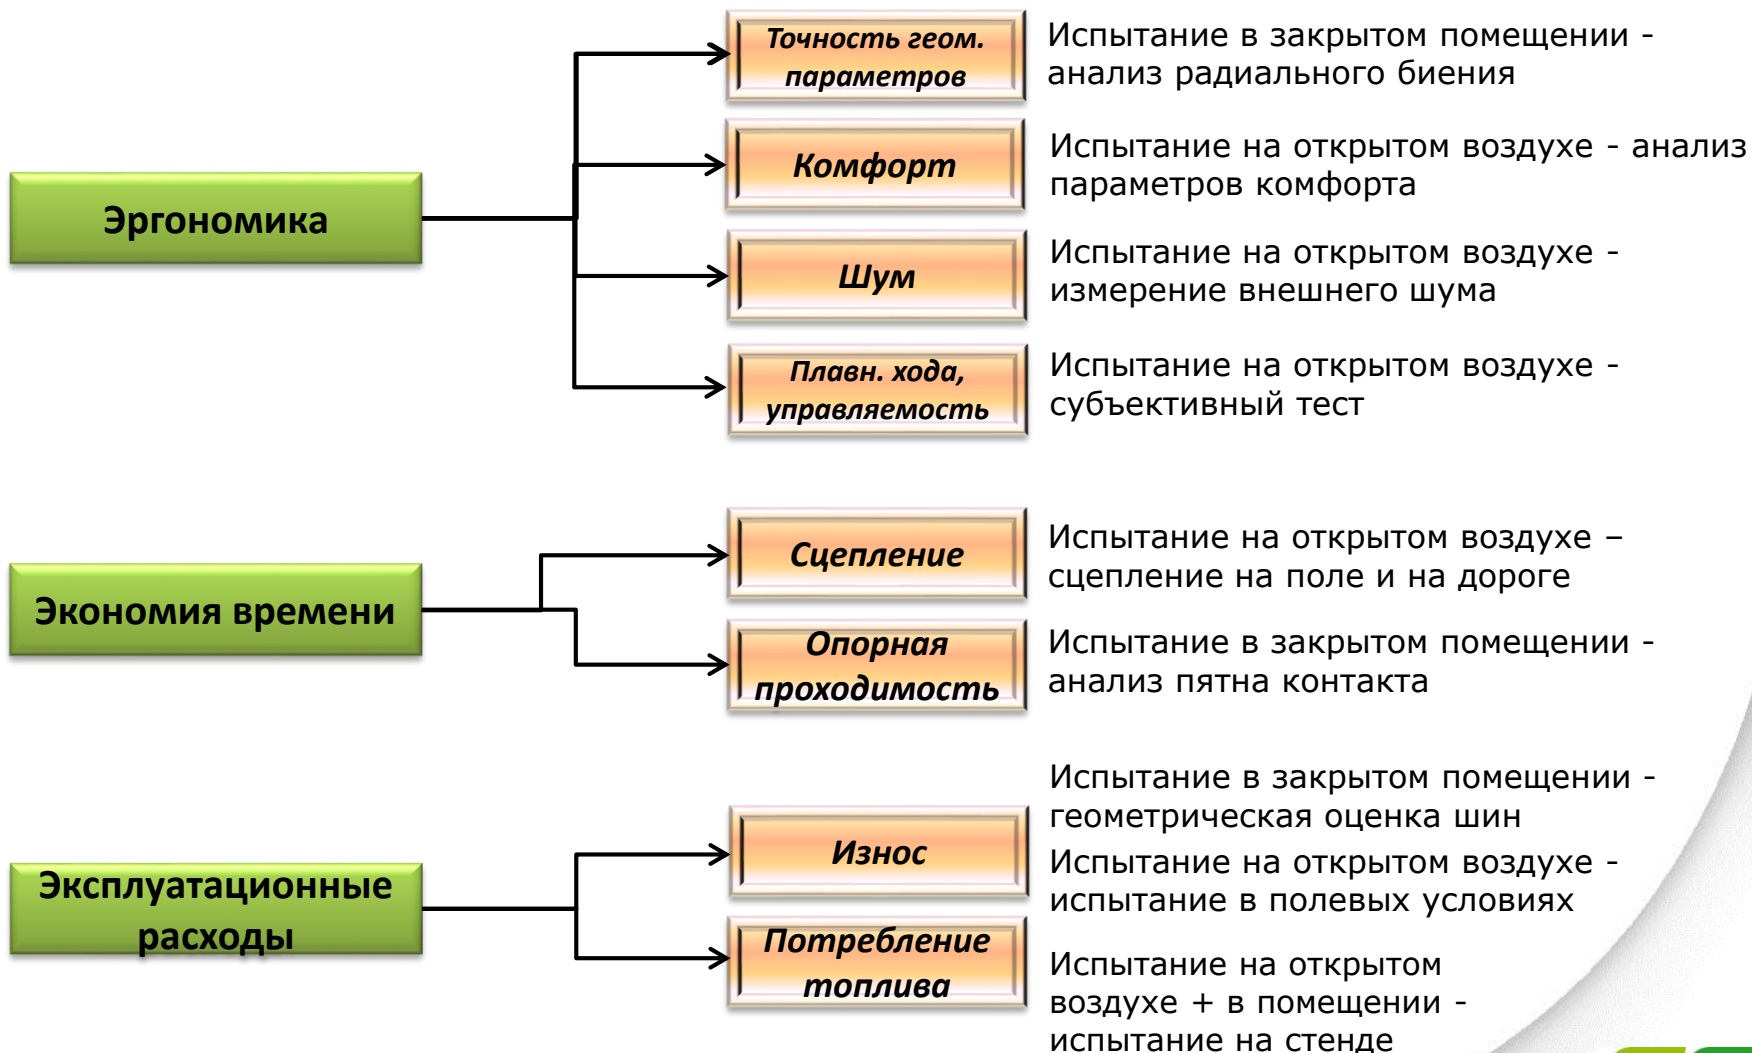 Точность геом.
параметров
Испытание в закрытом помещении -
анализ радиального биения
Эргономика
Комфорт
Испытание на открытом воздухе - анализ
параметров комфорта
Шум
Испытание на открытом воздухе -
измерение внешнего шума
Плавн. хода,
управляемость
Испытание на открытом воздухе -
субъективный тест
Экономия времени
Сцепление
Испытание на открытом воздухе –
сцепление на поле и на дороге
Опорная
проходимость
Испытание в закрытом помещении -
анализ пятна контакта
Эксплуатационные
расходы
Износ
Испытание в закрытом помещении -
геометрическая оценка шин
Испытание на открытом воздухе -
испытание в полевых условиях
Потребление
топлива
Испытание на открытом
воздухе + в помещении -
испытание на стенде